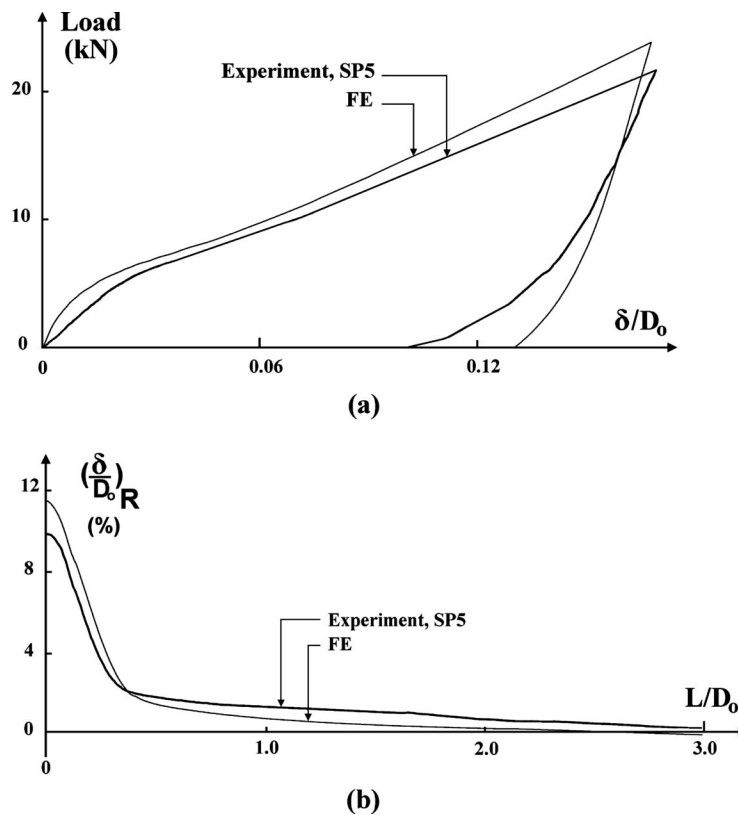 Load
(kN)
20
10
0
Experiment, SP5
FE
δ/Do
0
0.06
0.12
(a)
12
8
4
0
(δ/Do)R
(%)
Experiment, SP5
FE
L/Do
0
1.0
2.0
3.0
(b)